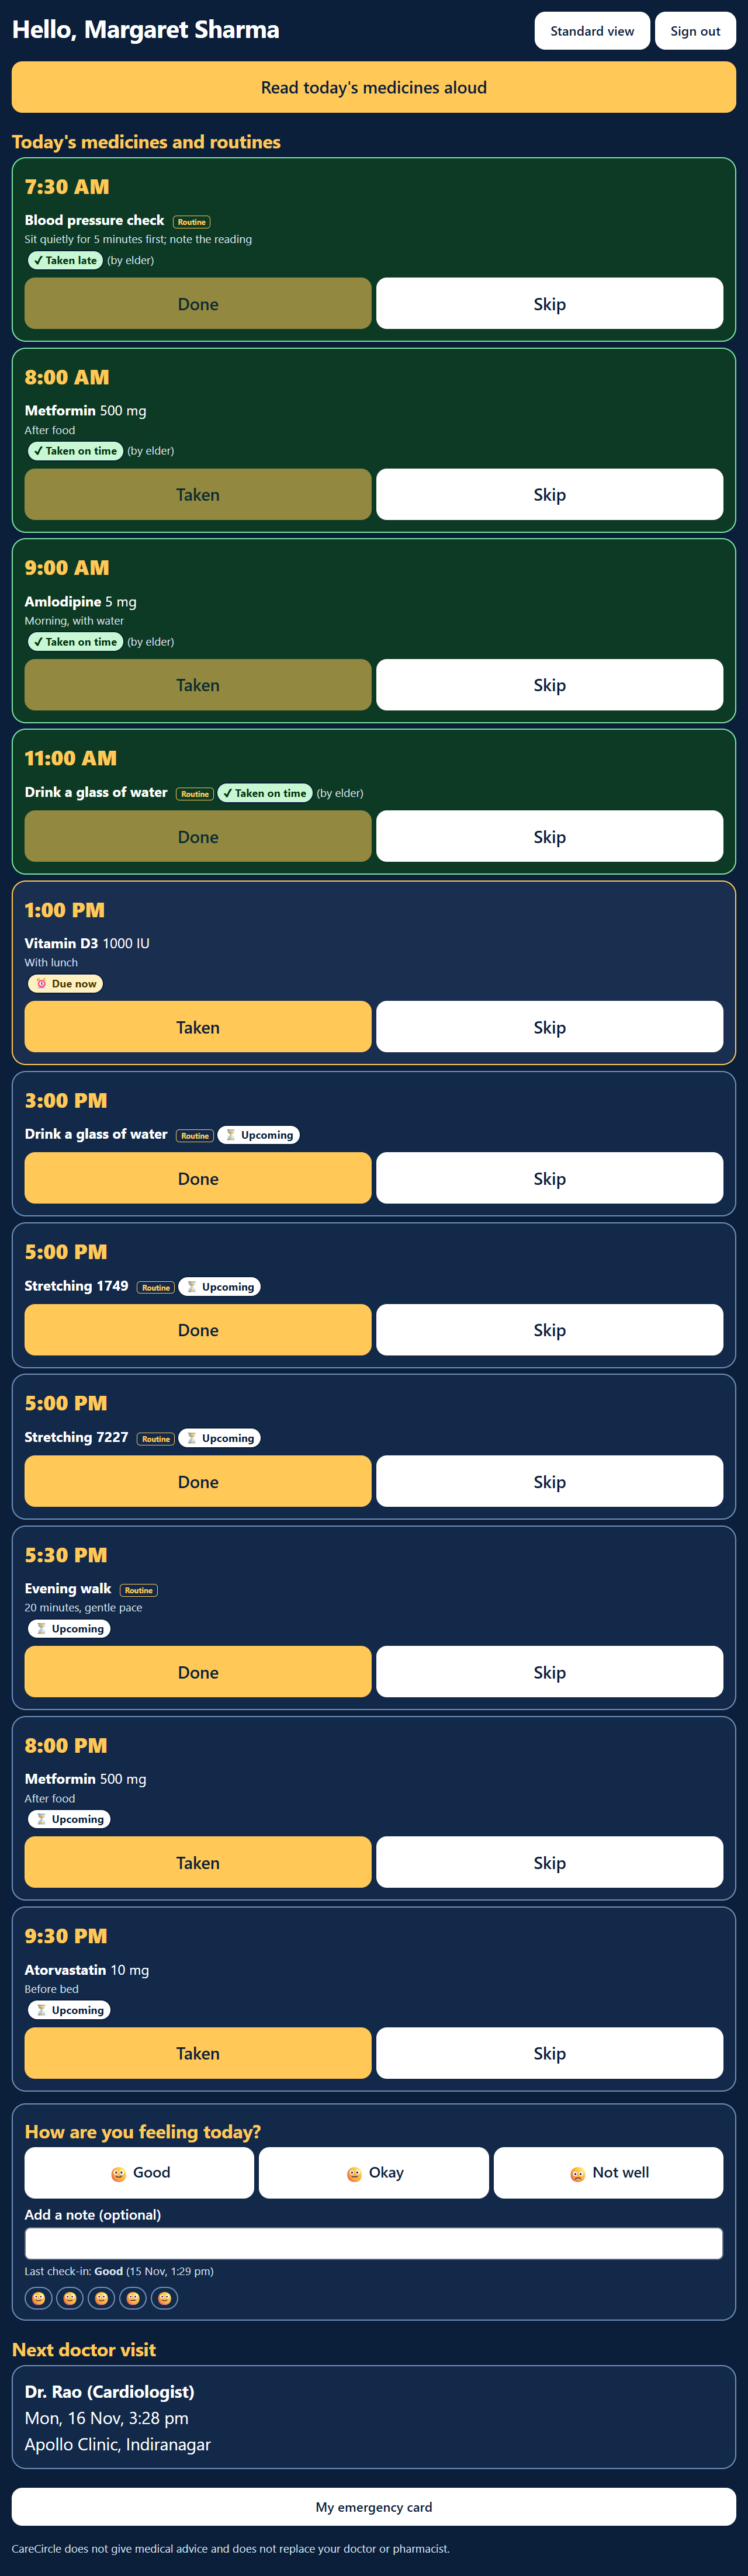 Hello, Margaret Sharma
Standard view
Sign out
Read today's medicines aloud
Today's medicines and routines
7:30 AM
Blood pressure check Routine
Sit quietly for 5 minutes first; note the reading
✓ Taken late (by elder)
Done
Skip
8:00 AM
Metformin 500 mg
After food
✓ Taken on time (by elder)
Taken
Skip
9:00 AM
Amlodipine 5 mg
Morning, with water
✓ Taken on time (by elder)
Taken
Skip
11:00 AM
Drink a glass of water Routine ✓ Taken on time (by elder)
Done
Skip
1:00 PM
Vitamin D3 1000 IU
With lunch
⏰ Due now
Taken
Skip
3:00 PM
Drink a glass of water Routine ⏳ Upcoming
Done
Skip
5:00 PM
Stretching 1749 Routine ⏳ Upcoming
Done
Skip
5:00 PM
Stretching 7227 Routine ⏳ Upcoming
Done
Skip
5:30 PM
Evening walk Routine
20 minutes, gentle pace
⏳ Upcoming
Done
Skip
8:00 PM
Metformin 500 mg
After food
⏳ Upcoming
Taken
Skip
9:30 PM
Atorvastatin 10 mg
Before bed
⏳ Upcoming
Taken
Skip
How are you feeling today?
Good
Okay
Not well
Add a note (optional)
Last check-in: Good (15 Nov, 1:29 pm)
Next doctor visit
Dr. Rao (Cardiologist)
Mon, 16 Nov, 3:28 pm
Apollo Clinic, Indiranagar
My emergency card
CareCircle does not give medical advice and does not replace your doctor or pharmacist.